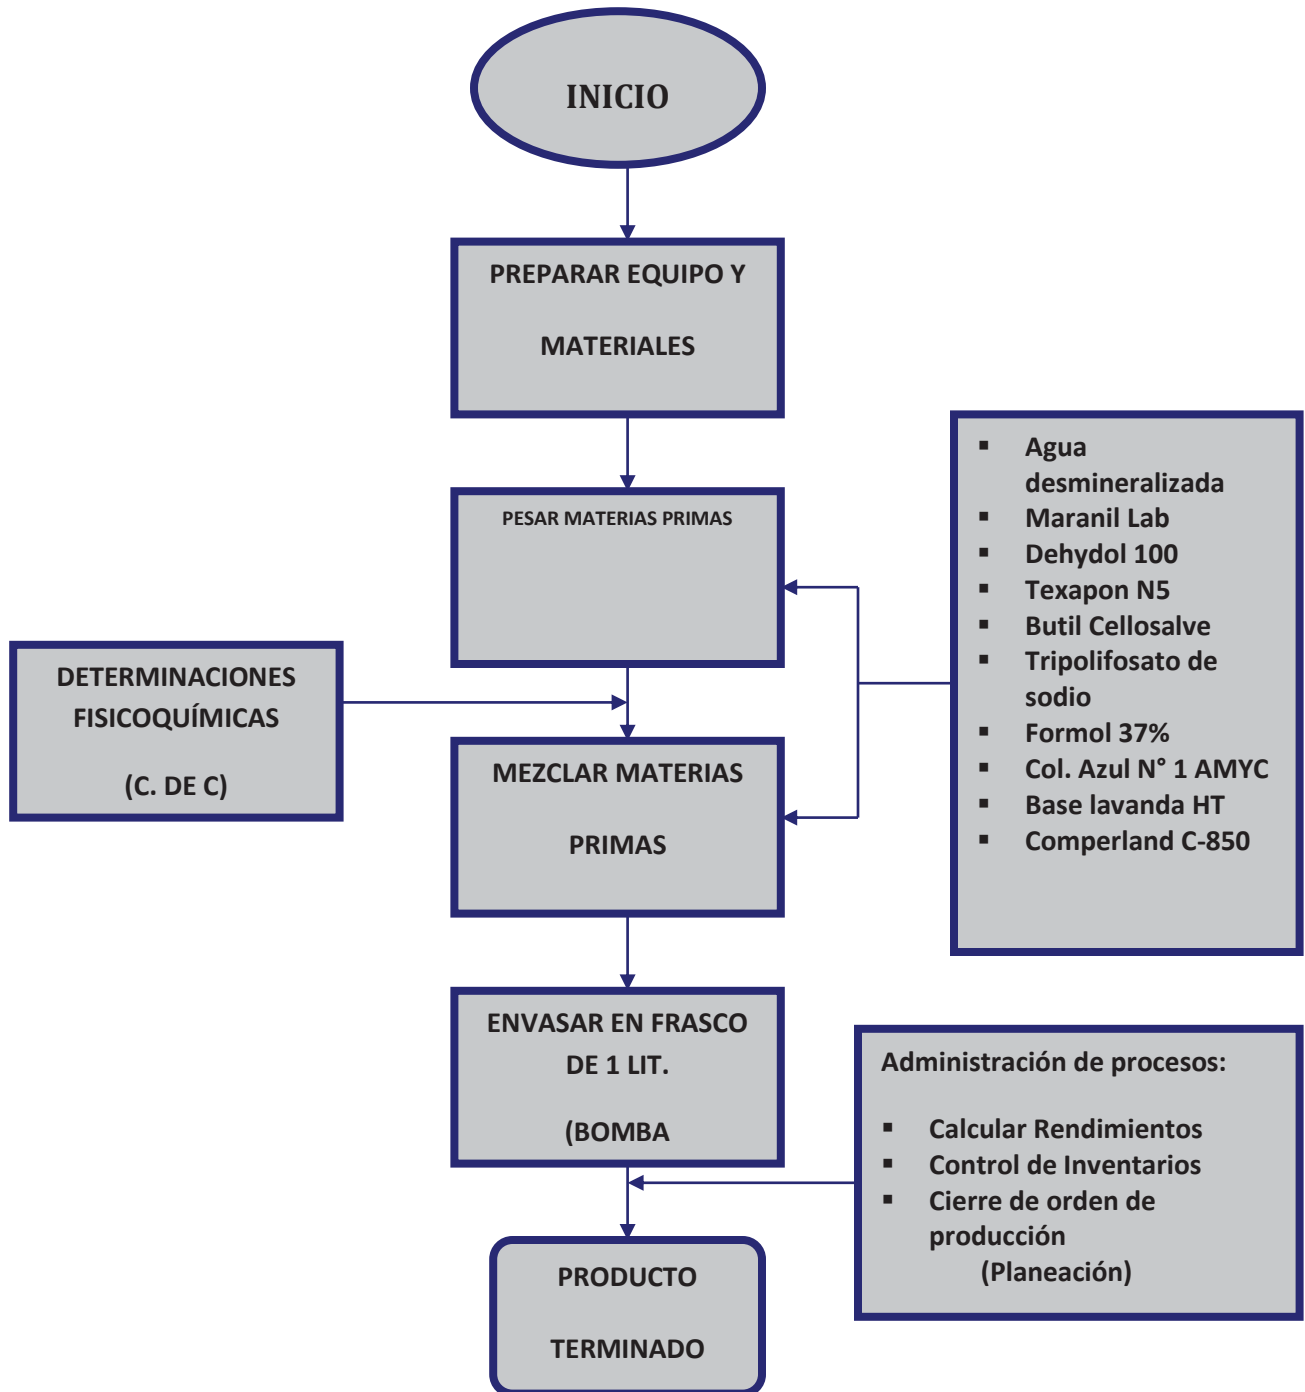 INICIO
PREPARAR EQUIPO Y
MATERIALES
PESAR MATERIAS PRIMAS
▪ Agua
desmineralizada
▪ Maranil Lab
▪ Dehydol 100
▪ Texapon N5
▪ Butil Cellosalve
▪ Tripolifosato de
sodio
▪ Formol 37%
▪ Col. Azul N° 1 AMYC
▪ Base lavanda HT
▪ Comperland C-850
DETERMINACIONES
FISICOQUÍMICAS
(C. DE C)
MEZCLAR MATERIAS
PRIMAS
ENVASAR EN FRASCO
DE 1 LIT.
(BOMBA
Administración de procesos:
▪ Calcular Rendimientos
▪ Control de Inventarios
▪ Cierre de orden de
producción
(Planeación)
PRODUCTO
TERMINADO